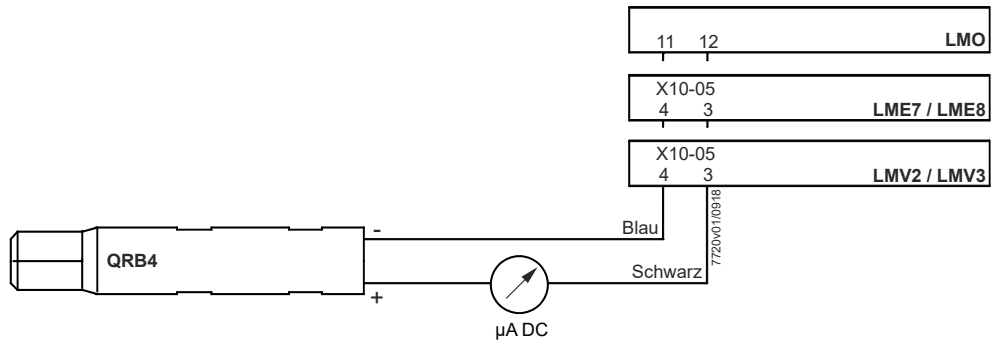 11 12 LMO
X10-05
4 3 LME7 / LME8
X10-05
4 3 LMV2 / LMV3
7720v01/0918
Blau
-
QRB4
Schwarz
+
µA DC